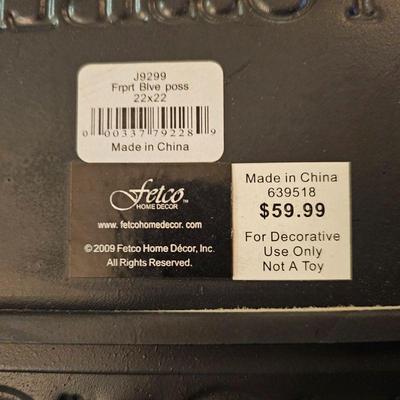 J9299
Frprt Blve poss
22x22
0 00337 79228 9
Made in China
fetco
HOME DECOR™
www.fetcohomedecor.com
©2009 Fetco Home Décor, Inc.
All Rights Reserved.
Made in China
639518
$59.99
For Decorative
Use Only
Not A Toy